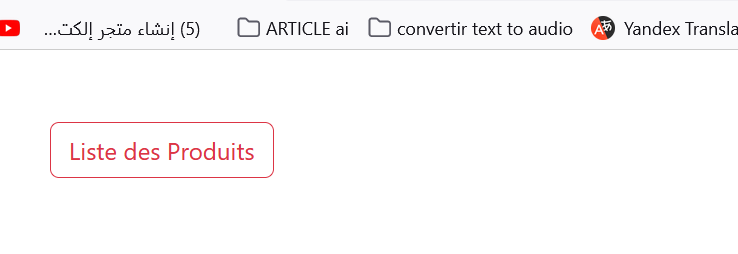 (5) إنشاء متجر إلكت...
ARTICLE ai
convertir text to audio
Yandex Transla
Liste des Produits